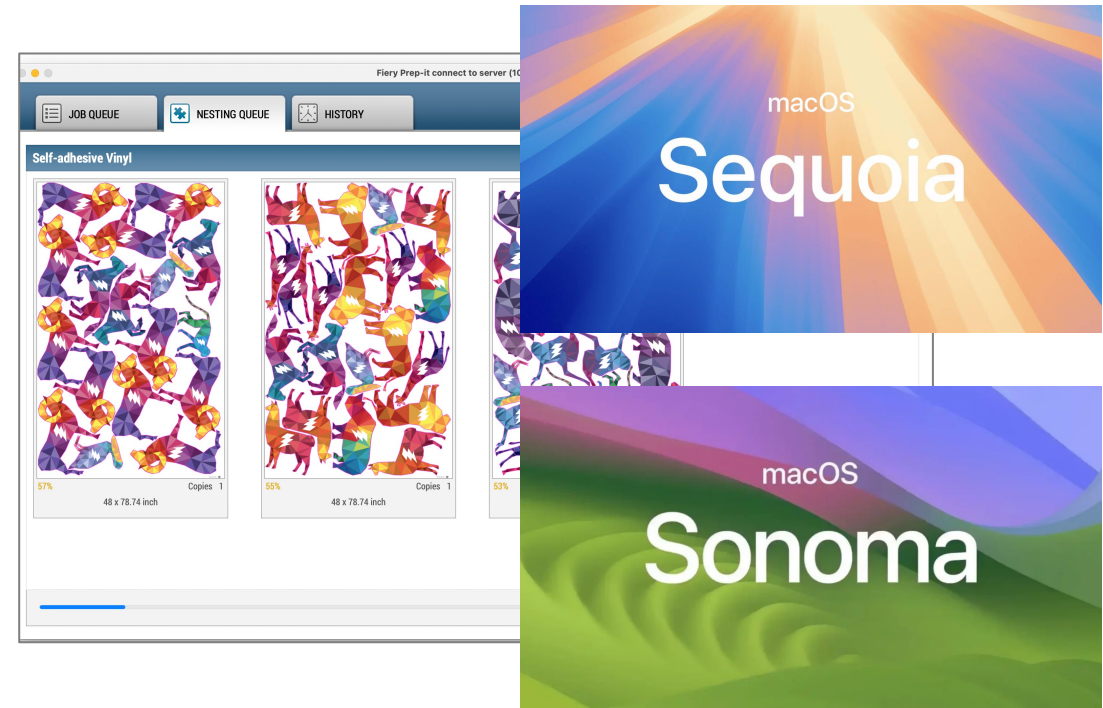 Fiery Prep-it connect to server (10
JOB QUEUE
NESTING QUEUE
HISTORY
Self-adhesive Vinyl
57%
Copies 1
48 x 78.74 inch
55%
Copies 1
48 x 78.74 inch
53%
macOS
Sequoia
macOS
Sonoma